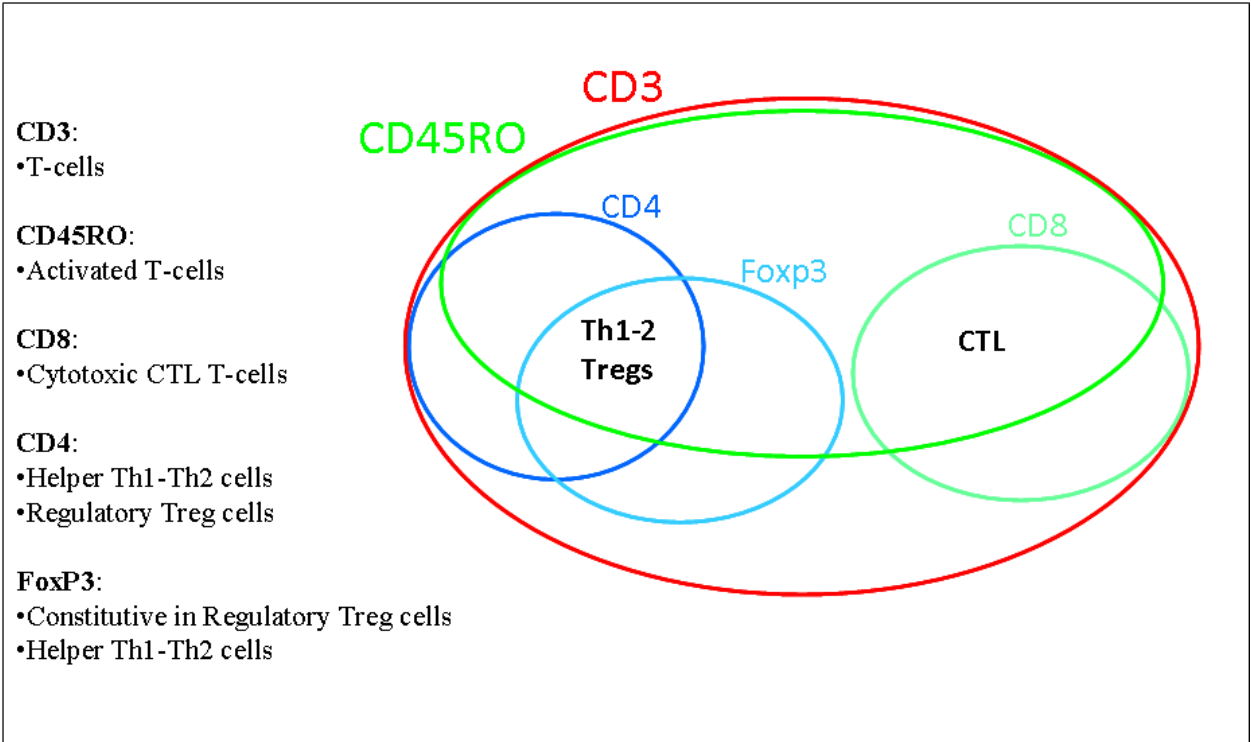 CD3:
•T-cells
CD45RO:
•Activated T-cells
CD8:
•Cytotoxic CTL T-cells
CD4:
•Helper Th1-Th2 cells
•Regulatory Treg cells
FoxP3:
•Constitutive in Regulatory Treg cells
•Helper Th1-Th2 cells
CD3
CD45RO
CD4
CD8
Foxp3
Th1-2
Tregs
CTL